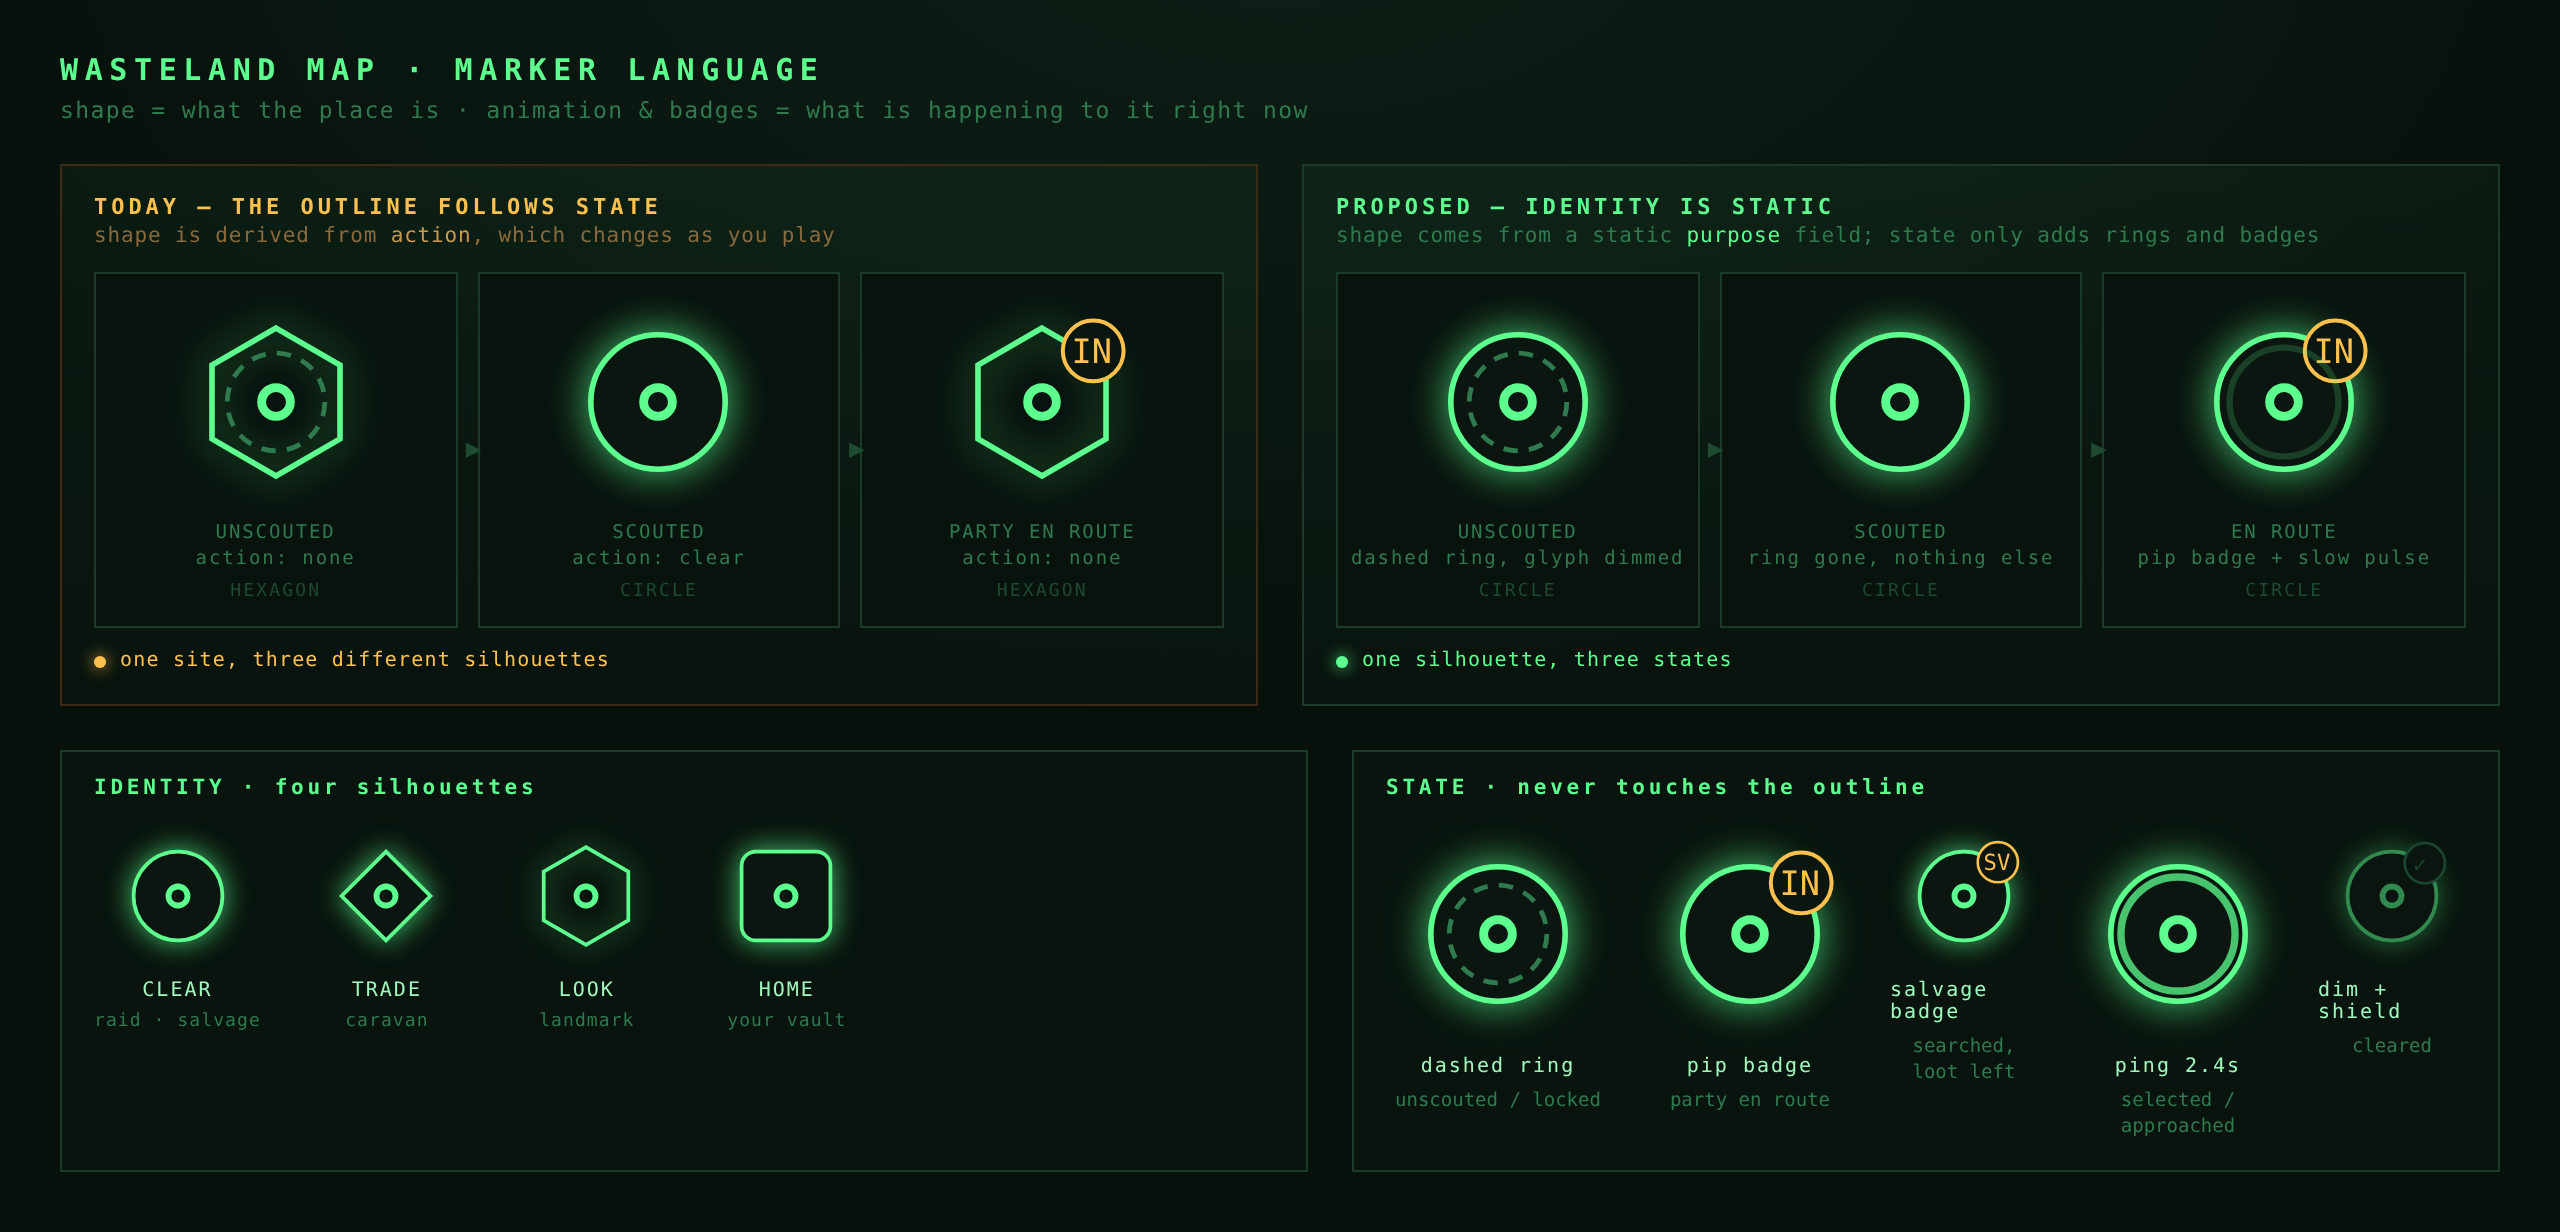 WASTELAND MAP · MARKER LANGUAGE
shape = what the place is · animation & badges = what is happening to it right now
TODAY — THE OUTLINE FOLLOWS STATE
shape is derived from action, which changes as you play
IN
UNSCOUTED
action: none
HEXAGON
SCOUTED
action: clear
CIRCLE
PARTY EN ROUTE
action: none
HEXAGON
one site, three different silhouettes
PROPOSED — IDENTITY IS STATIC
shape comes from a static purpose field; state only adds rings and badges
IN
UNSCOUTED
dashed ring, glyph dimmed
CIRCLE
SCOUTED
ring gone, nothing else
CIRCLE
EN ROUTE
pip badge + slow pulse
CIRCLE
one silhouette, three states
IDENTITY · four silhouettes
CLEAR
raid · salvage
TRADE
caravan
LOOK
landmark
HOME
your vault
STATE · never touches the outline
dashed ring
unscouted / locked
IN
pip badge
party en route
SV
salvage
badge
searched,
loot left
ping 2.4s
selected /
approached
✓
dim +
shield
cleared